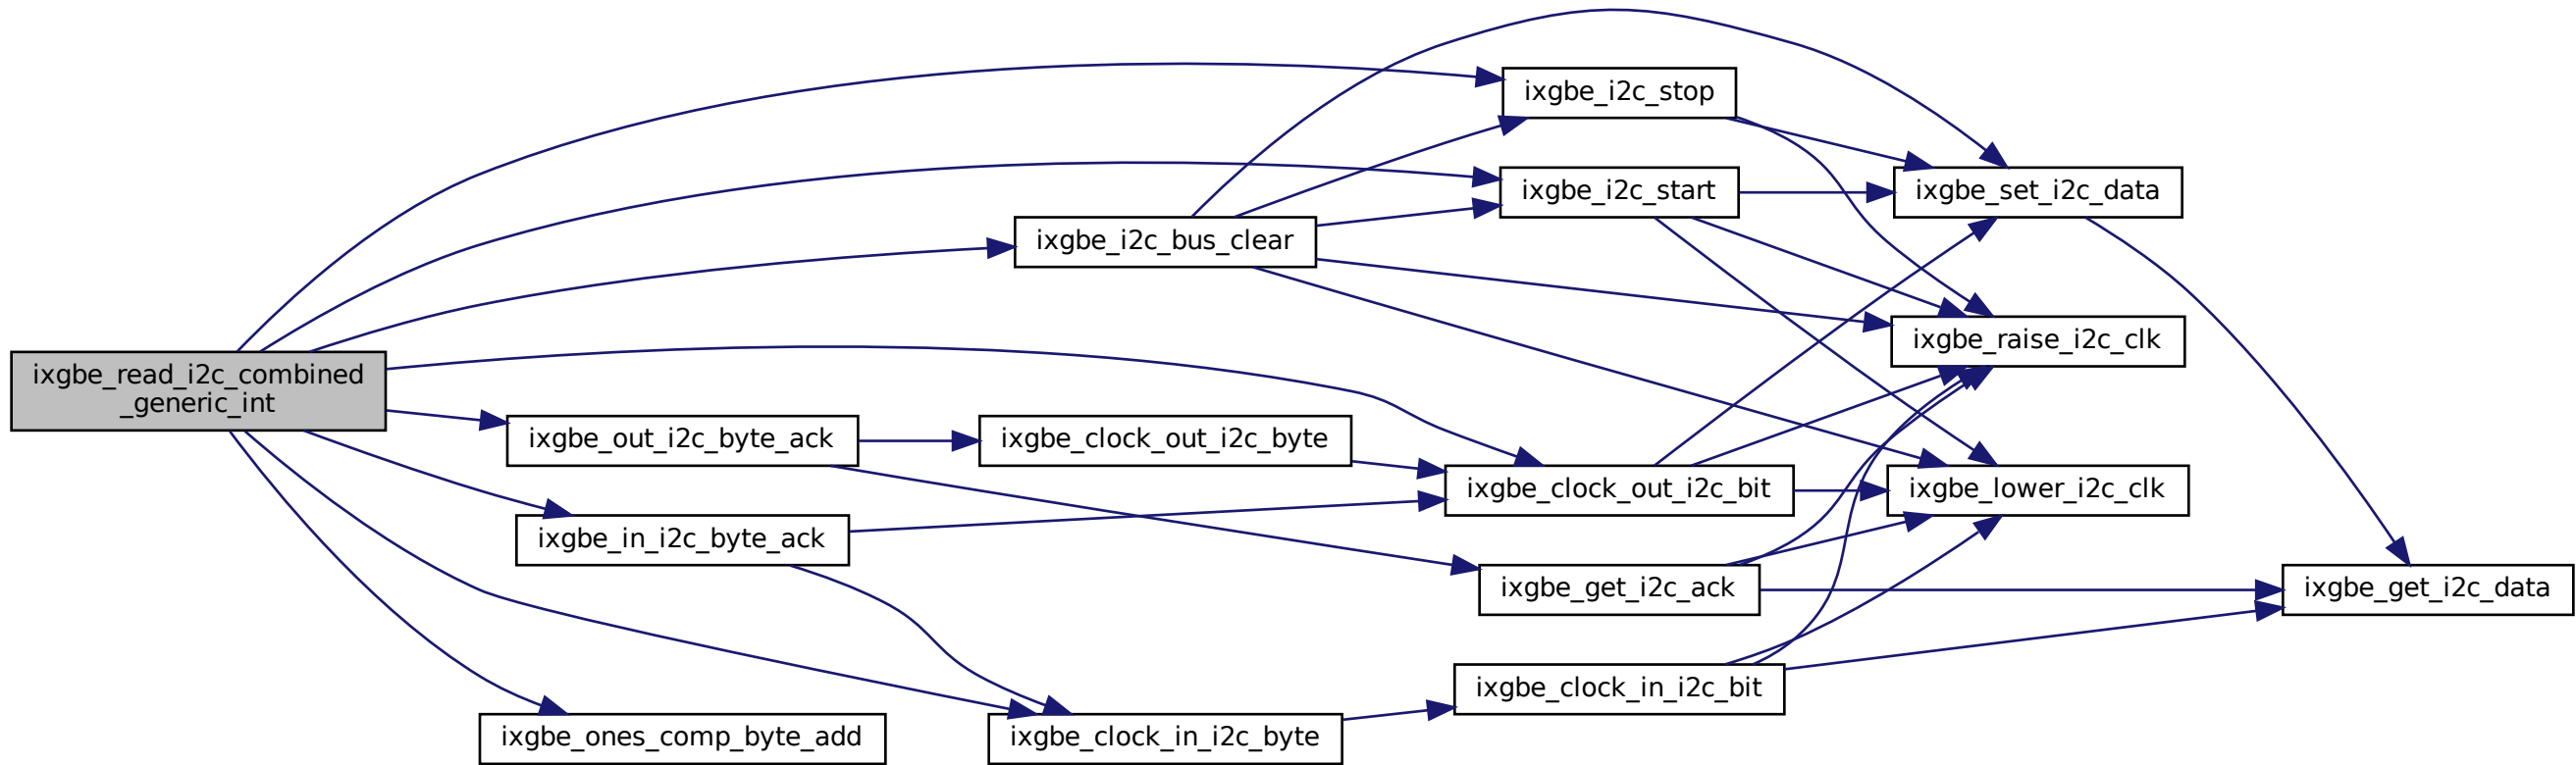 ixgbe_read_i2c_combined
_generic_int
ixgbe_i2c_stop
ixgbe_i2c_start
ixgbe_set_i2c_data
ixgbe_i2c_bus_clear
ixgbe_raise_i2c_clk
ixgbe_out_i2c_byte_ack
ixgbe_clock_out_i2c_byte
ixgbe_clock_out_i2c_bit
ixgbe_lower_i2c_clk
ixgbe_in_i2c_byte_ack
ixgbe_get_i2c_ack
ixgbe_get_i2c_data
ixgbe_clock_in_i2c_bit
ixgbe_ones_comp_byte_add
ixgbe_clock_in_i2c_byte